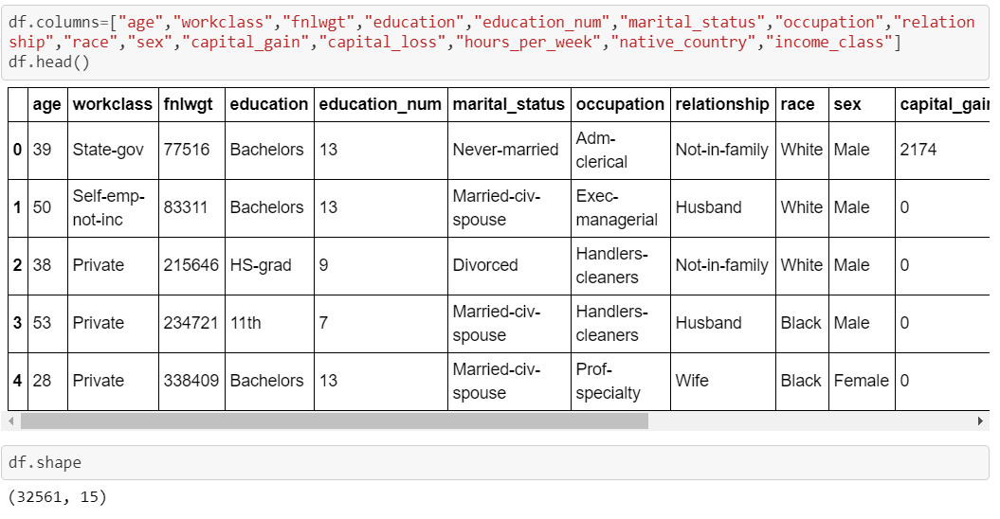 df.columns=["age","workclass","fnlwgt","education","education_num","marital_status","occupation","relation
ship","race","sex","capital_gain","capital_loss","hours_per_week","native_country","income_class"]
df.head()
age workclass fnlwgt education education_num marital_status occupation relationship race sex capital_gain
0 39 State-gov 77516 Bachelors 13 Never-married Adm-
clerical Not-in-family White Male 2174
1 50 Self-emp-
not-inc 83311 Bachelors 13 Married-civ-
spouse Exec-
managerial Husband White Male 0
2 38 Private 215646 HS-grad 9 Divorced Handlers-
cleaners Not-in-family White Male 0
3 53 Private 234721 11th 7 Married-civ-
spouse Handlers-
cleaners Husband Black Male 0
4 28 Private 338409 Bachelors 13 Married-civ-
spouse Prof-
specialty Wife Black Female 0
df.shape
(32561, 15)